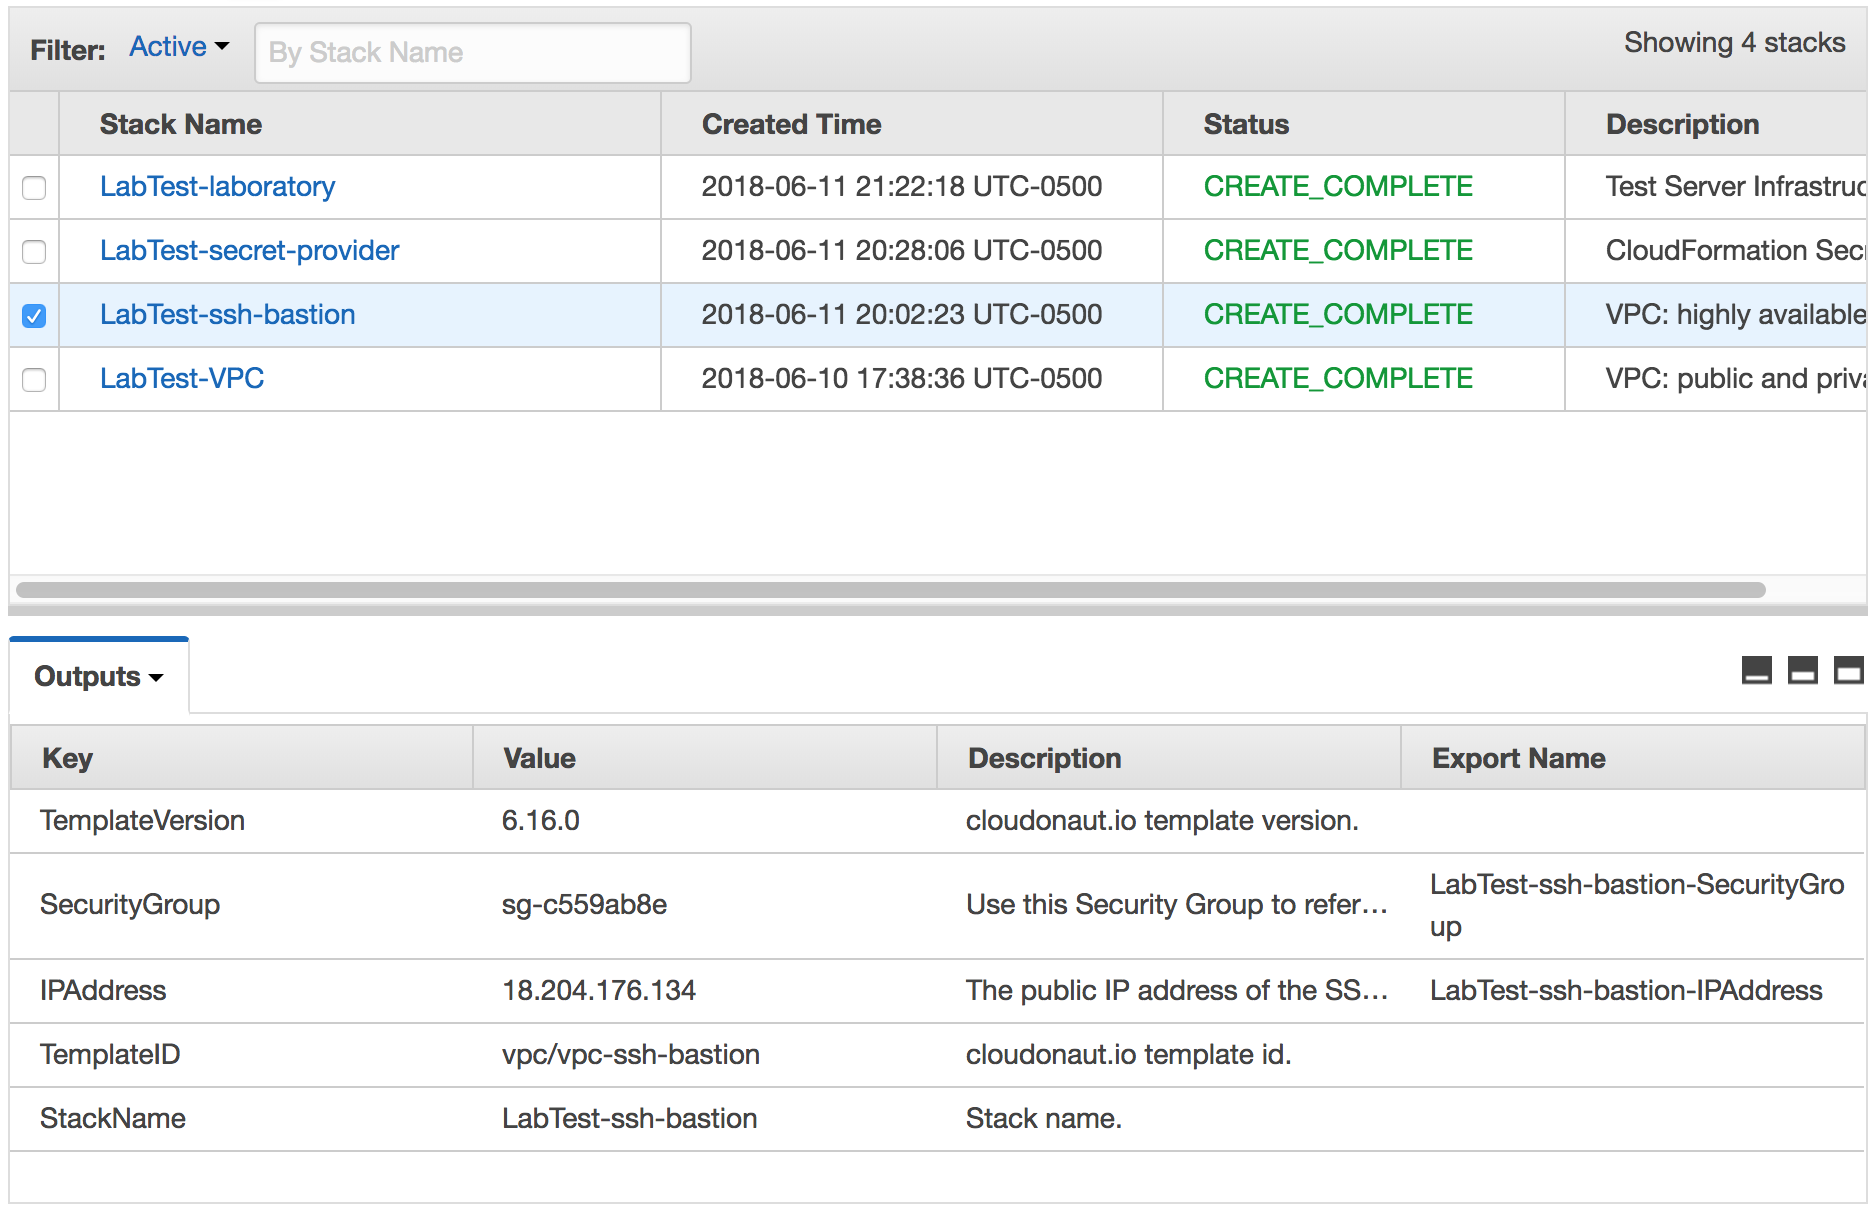 Filter: Active By Stack Name Showing 4 stacks
Stack Name Created Time Status Description
LabTest-laboratory 2018-06-11 21:22:18 UTC-0500 CREATE_COMPLETE Test Server Infrastruc
LabTest-secret-provider 2018-06-11 20:28:06 UTC-0500 CREATE_COMPLETE CloudFormation Secr
LabTest-ssh-bastion 2018-06-11 20:02:23 UTC-0500 CREATE_COMPLETE VPC: highly available
LabTest-VPC 2018-06-10 17:38:36 UTC-0500 CREATE_COMPLETE VPC: public and priva
Outputs
Key Value Description Export Name
TemplateVersion 6.16.0 cloudonaut.io template version.
SecurityGroup sg-c559ab8e Use this Security Group to refer… LabTest-ssh-bastion-SecurityGro
up
IPAddress 18.204.176.134 The public IP address of the SS… LabTest-ssh-bastion-IPAddress
TemplateID vpc/vpc-ssh-bastion cloudonaut.io template id.
StackName LabTest-ssh-bastion Stack name.